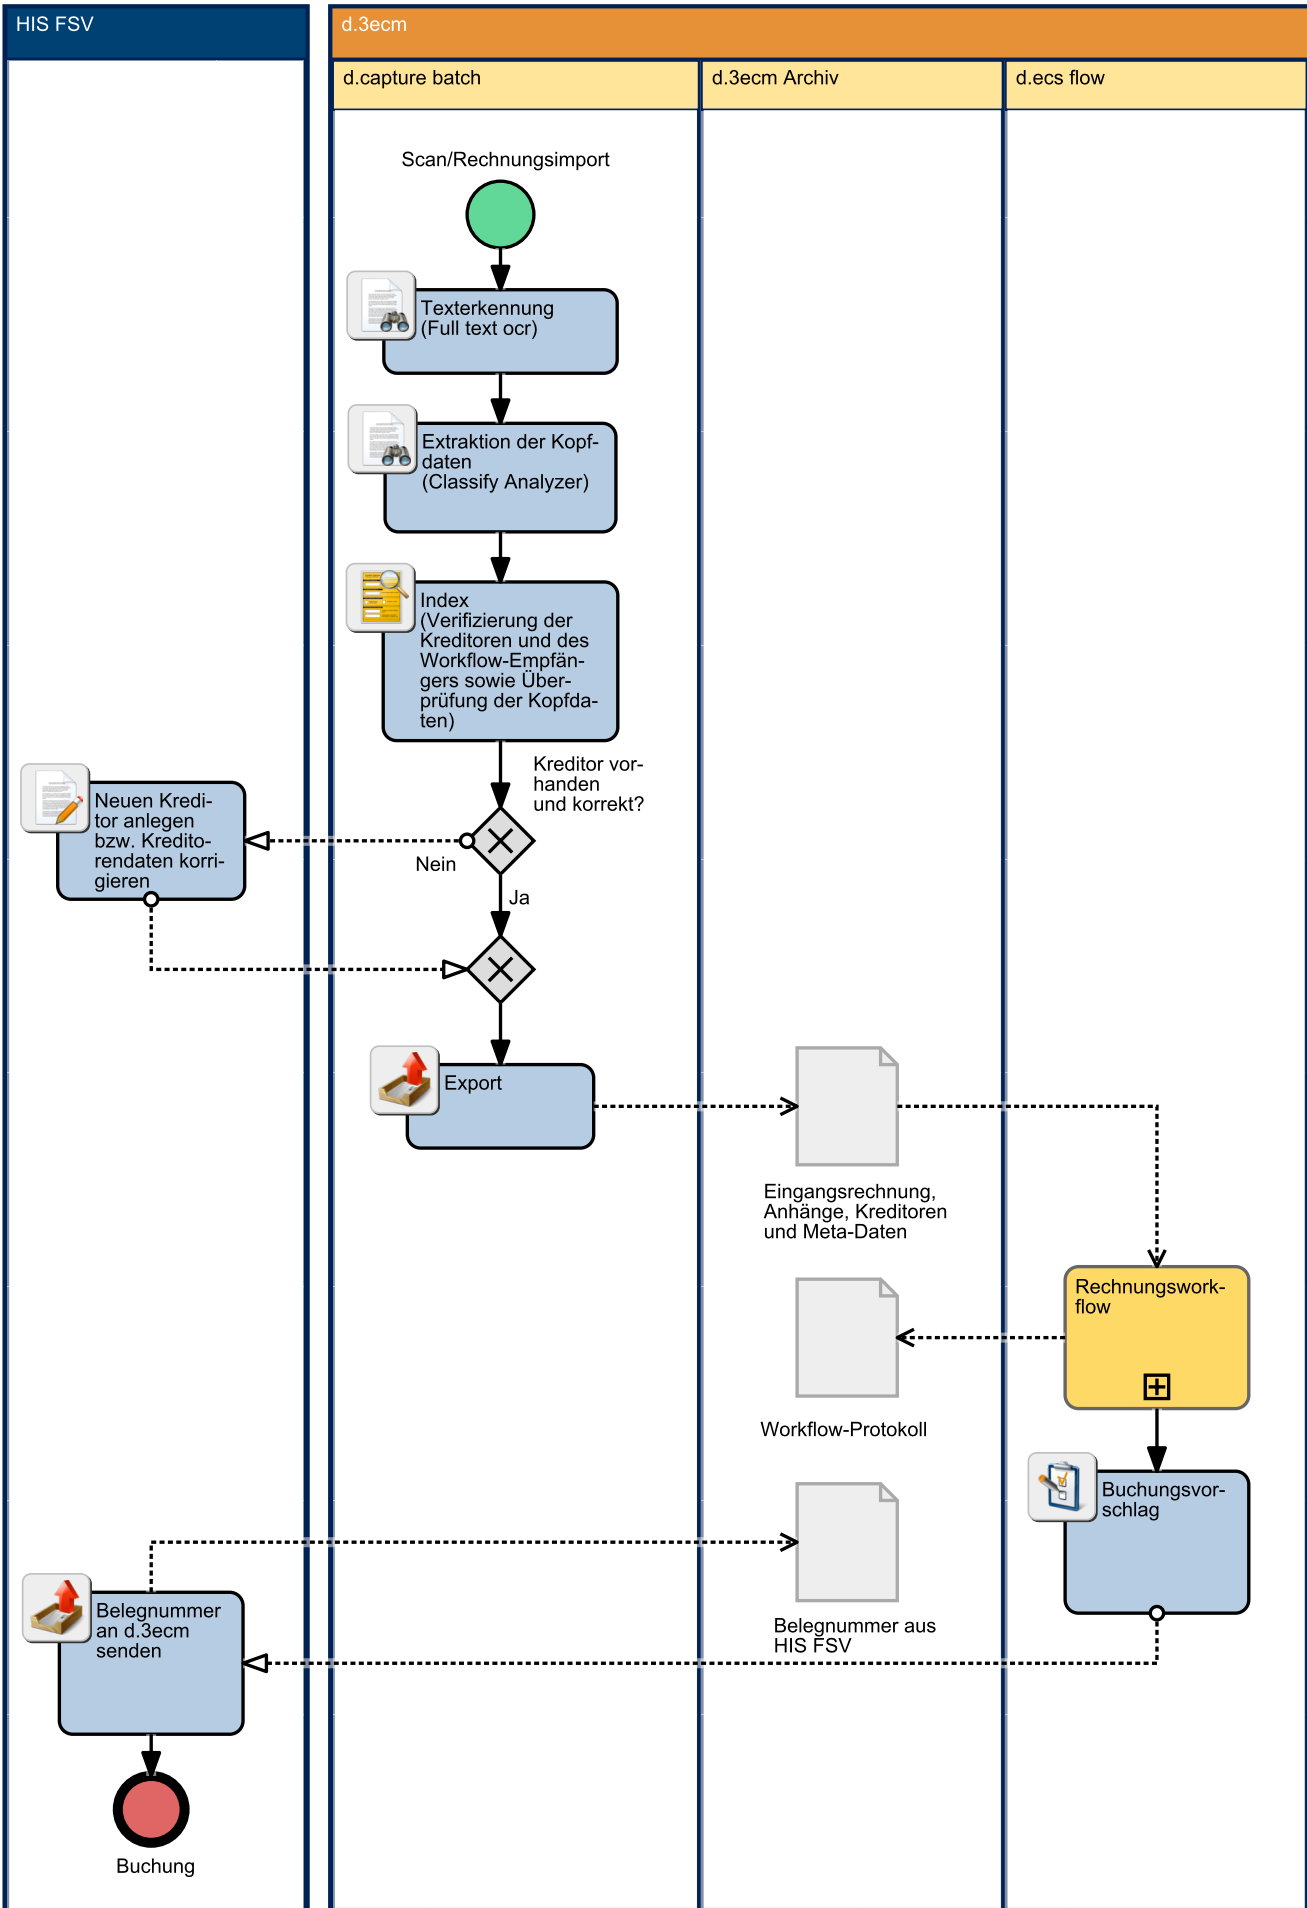 HIS FSV
d.3ecm
d.capture batch
d.3ecm Archiv
d.ecs flow
Scan/Rechnungsimport
Texterkennung
(Full text ocr)
Extraktion der Kopf-
daten
(Classify Analyzer)
Index
(Verifizierung der
Kreditoren und des
Workflow-Empfän-
gers sowie Über-
prüfung der Kopfda-
ten)
Kreditor vor-
handen
und korrekt?
Neuen Kredi-
tor anlegen
bzw. Kredito-
rendaten korri-
gieren
Nein
Ja
Export
Eingangsrechnung,
Anhänge, Kreditoren
und Meta-Daten
Rechnungswork-
flow
Workflow-Protokoll
Buchungsvor-
schlag
Belegnummer
an d.3ecm
senden
Belegnummer aus
HIS FSV
Buchung